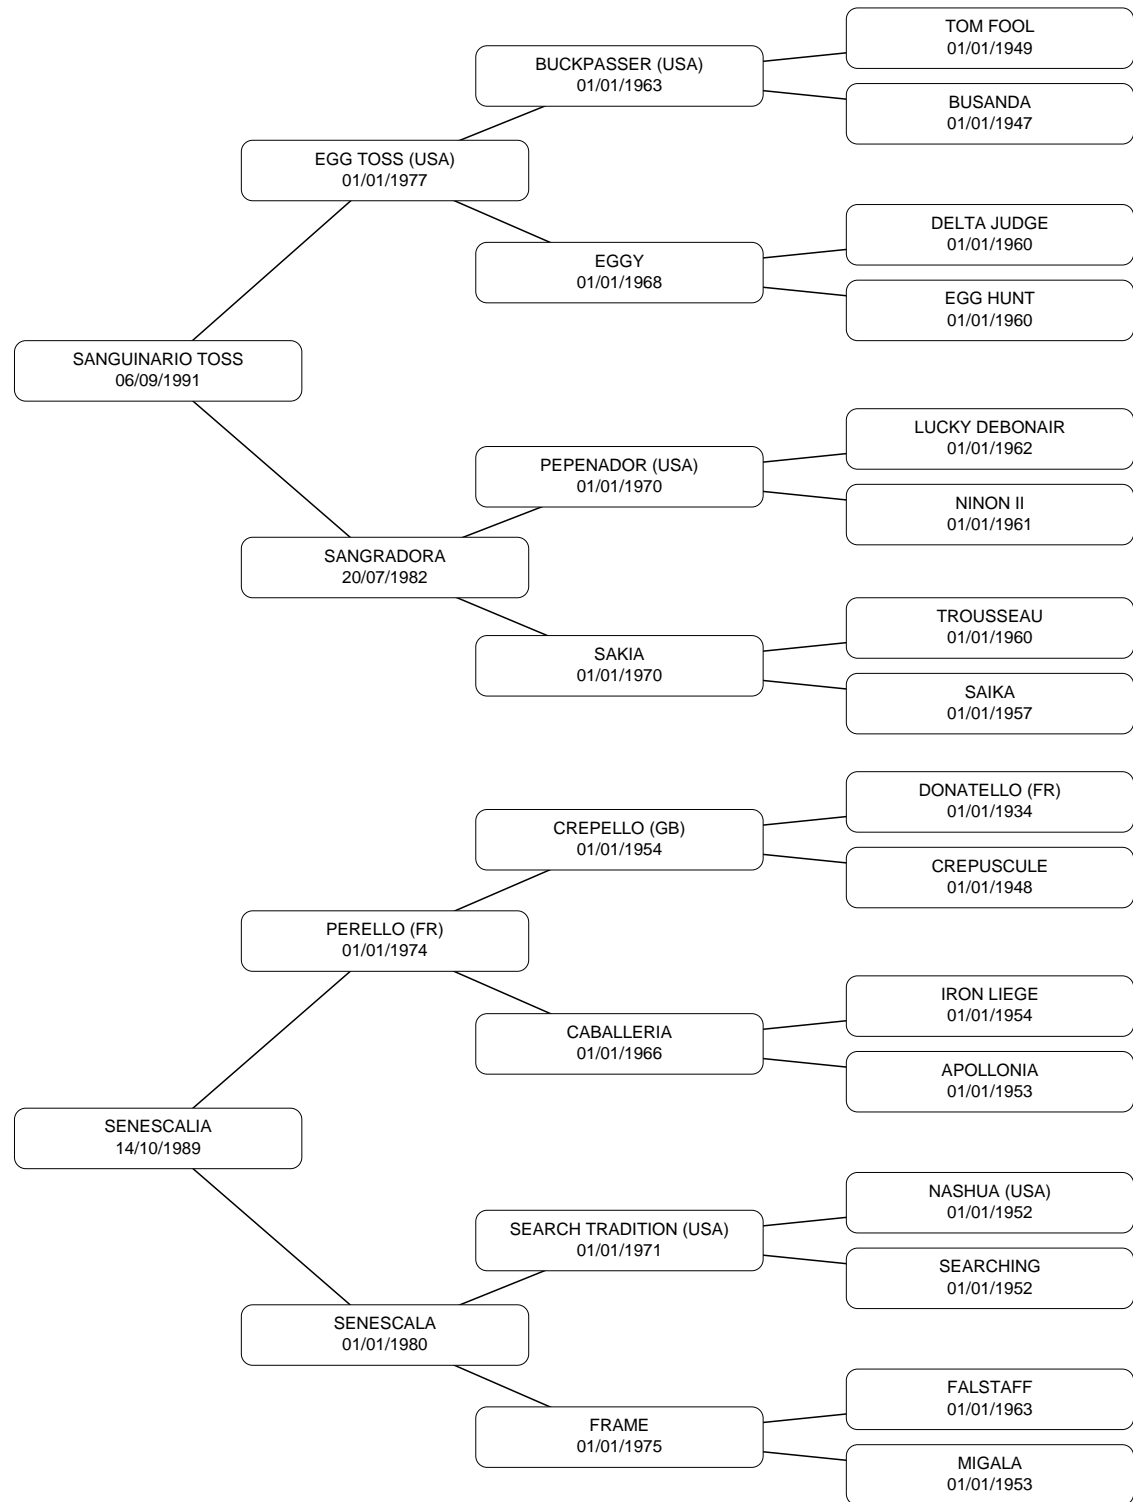 TOM FOOL
01/01/1949
BUCKPASSER (USA)
01/01/1963
BUSANDA
01/01/1947
EGG TOSS (USA)
01/01/1977
DELTA JUDGE
01/01/1960
EGGY
01/01/1968
EGG HUNT
01/01/1960
SANGUINARIO TOSS
06/09/1991
LUCKY DEBONAIR
01/01/1962
PEPENADOR (USA)
01/01/1970
NINON II
01/01/1961
SANGRADORA
20/07/1982
TROUSSEAU
01/01/1960
SAKIA
01/01/1970
SAIKA
01/01/1957
DONATELLO (FR)
01/01/1934
CREPELLO (GB)
01/01/1954
CREPUSCULE
01/01/1948
PERELLO (FR)
01/01/1974
IRON LIEGE
01/01/1954
CABALLERIA
01/01/1966
APOLLONIA
01/01/1953
SENESCALIA
14/10/1989
NASHUA (USA)
01/01/1952
SEARCH TRADITION (USA)
01/01/1971
SEARCHING
01/01/1952
SENESCALA
01/01/1980
FALSTAFF
01/01/1963
FRAME
01/01/1975
MIGALA
01/01/1953